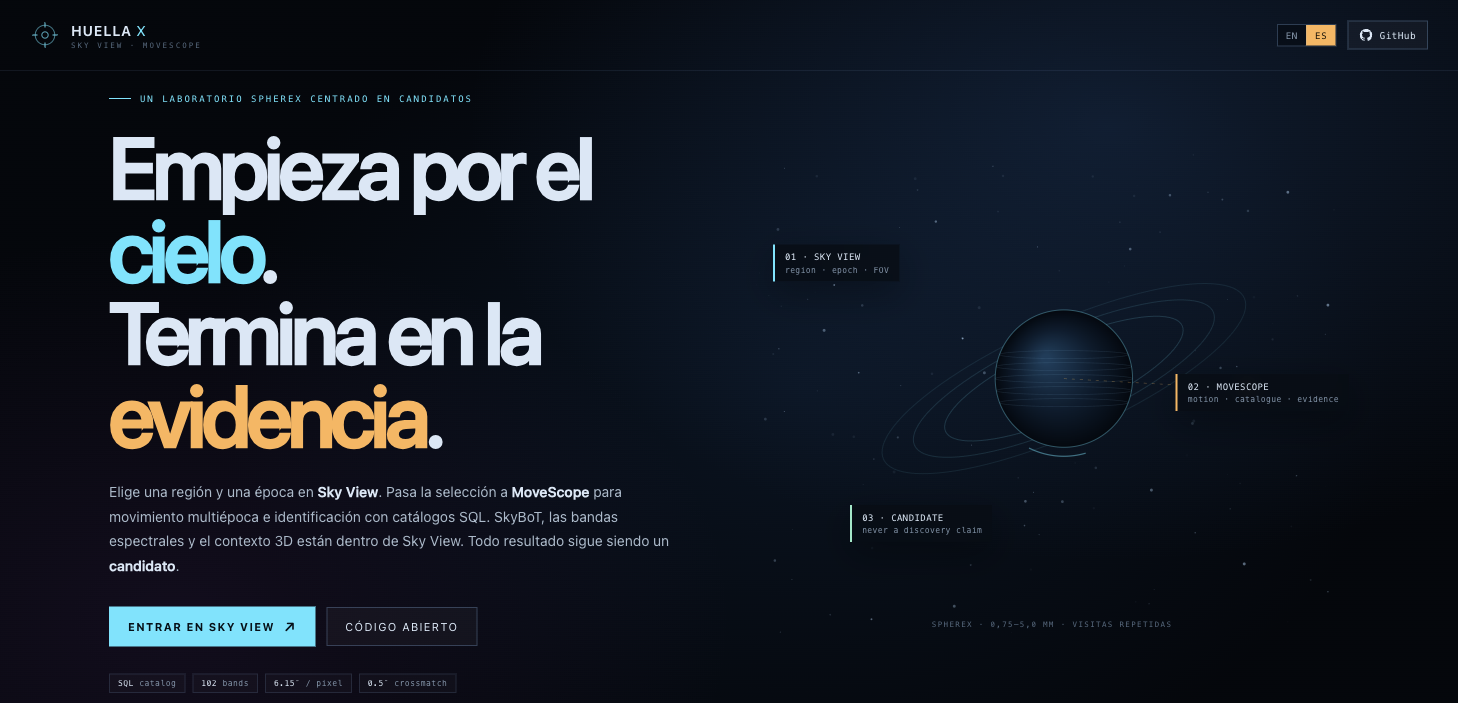 HUELLA X
SKY VIEW · MOVESCOPE
EN ES
GitHub
UN LABORATORIO SPHEREX CENTRADO EN CANDIDATOS
Empieza por el
cielo.
Termina en la
evidencia.
Elige una región y una época en Sky View. Pasa la selección a MoveScope para
movimiento multiépoca e identificación con catálogos SQL. SkyBoT, las bandas
espectrales y el contexto 3D están dentro de Sky View. Todo resultado sigue siendo un
candidato.
ENTRAR EN SKY VIEW
CÓDIGO ABIERTO
SQL catalog
102 bands
6.15″ / pixel
0.5″ crossmatch
01 · SKY VIEW
region · epoch · FOV
02 · MOVESCOPE
motion · catalogue · evidence
03 · CANDIDATE
never a discovery claim
SPHEREX · 0,75–5,0 MM · VISITAS REPETIDAS